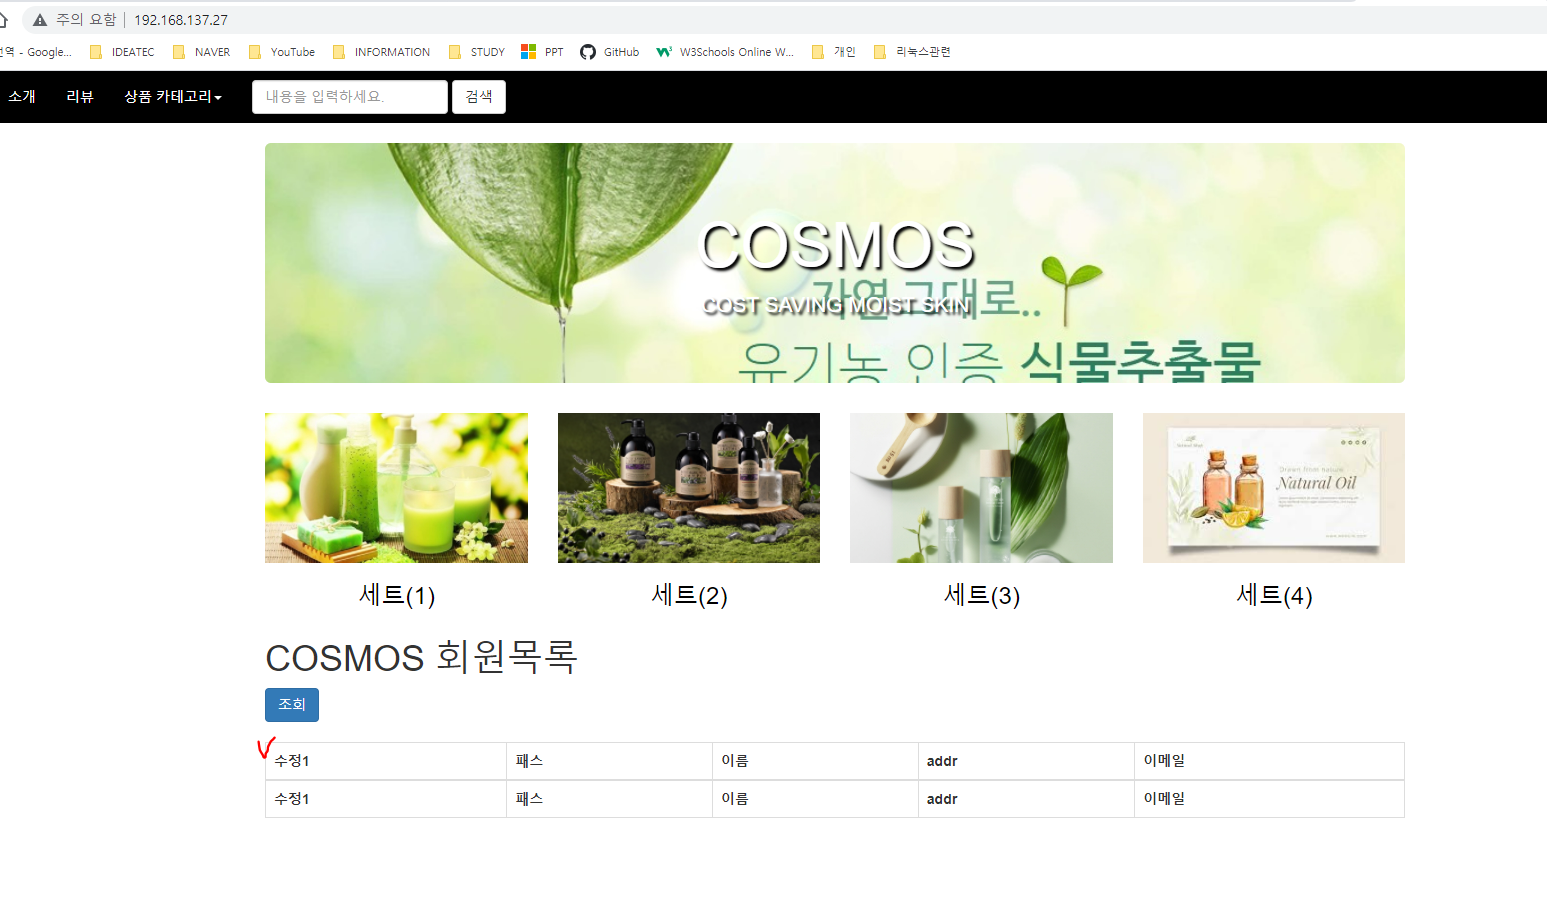 주의 요함 | 192.168.137.27
번역 - Google... IDEATEC NAVER YouTube INFORMATION STUDY PPT GitHub W3Schools Online W... 개인 리눅스관련
소개 리뷰 상품 카테고리 내용을 입력하세요. 검색
COSMOS
자연 그대로..
COST SAVING MOIST SKIN
유기농 인증 식물추출물
Drawn from nature
Natural Oil
세트(1) 세트(2) 세트(3) 세트(4)
COSMOS 회원목록
조회
수정1 패스 이름 addr 이메일
수정1 패스 이름 addr 이메일